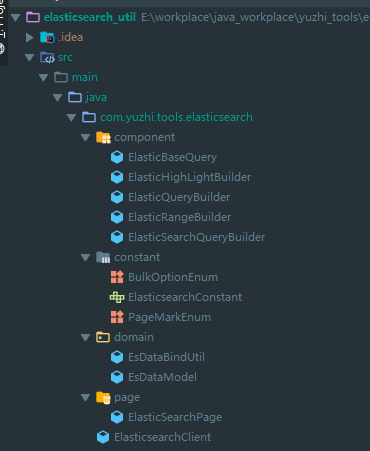 elasticsearch_util E:\workplace\java_workplace\yuzhi_tools\e
.idea
src
main
java
com.yuzhi.tools.elasticsearch
component
ElasticBaseQuery
ElasticHighLightBuilder
ElasticQueryBuilder
ElasticRangeBuilder
ElasticSearchQueryBuilder
constant
BulkOptionEnum
ElasticsearchConstant
PageMarkEnum
domain
EsDataBindUtil
EsDataModel
page
ElasticSearchPage
ElasticsearchClient